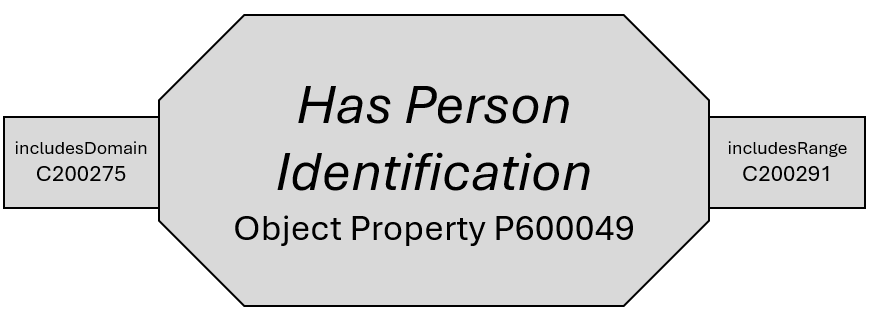 includesDomain
C200275
Has Person
Identification
Object Property P600049
includesRange
C200291